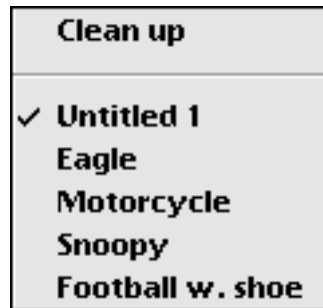 Clean up
✓ Untitled 1
Eagle
Motorcycle
Snoopy
Football w. shoe